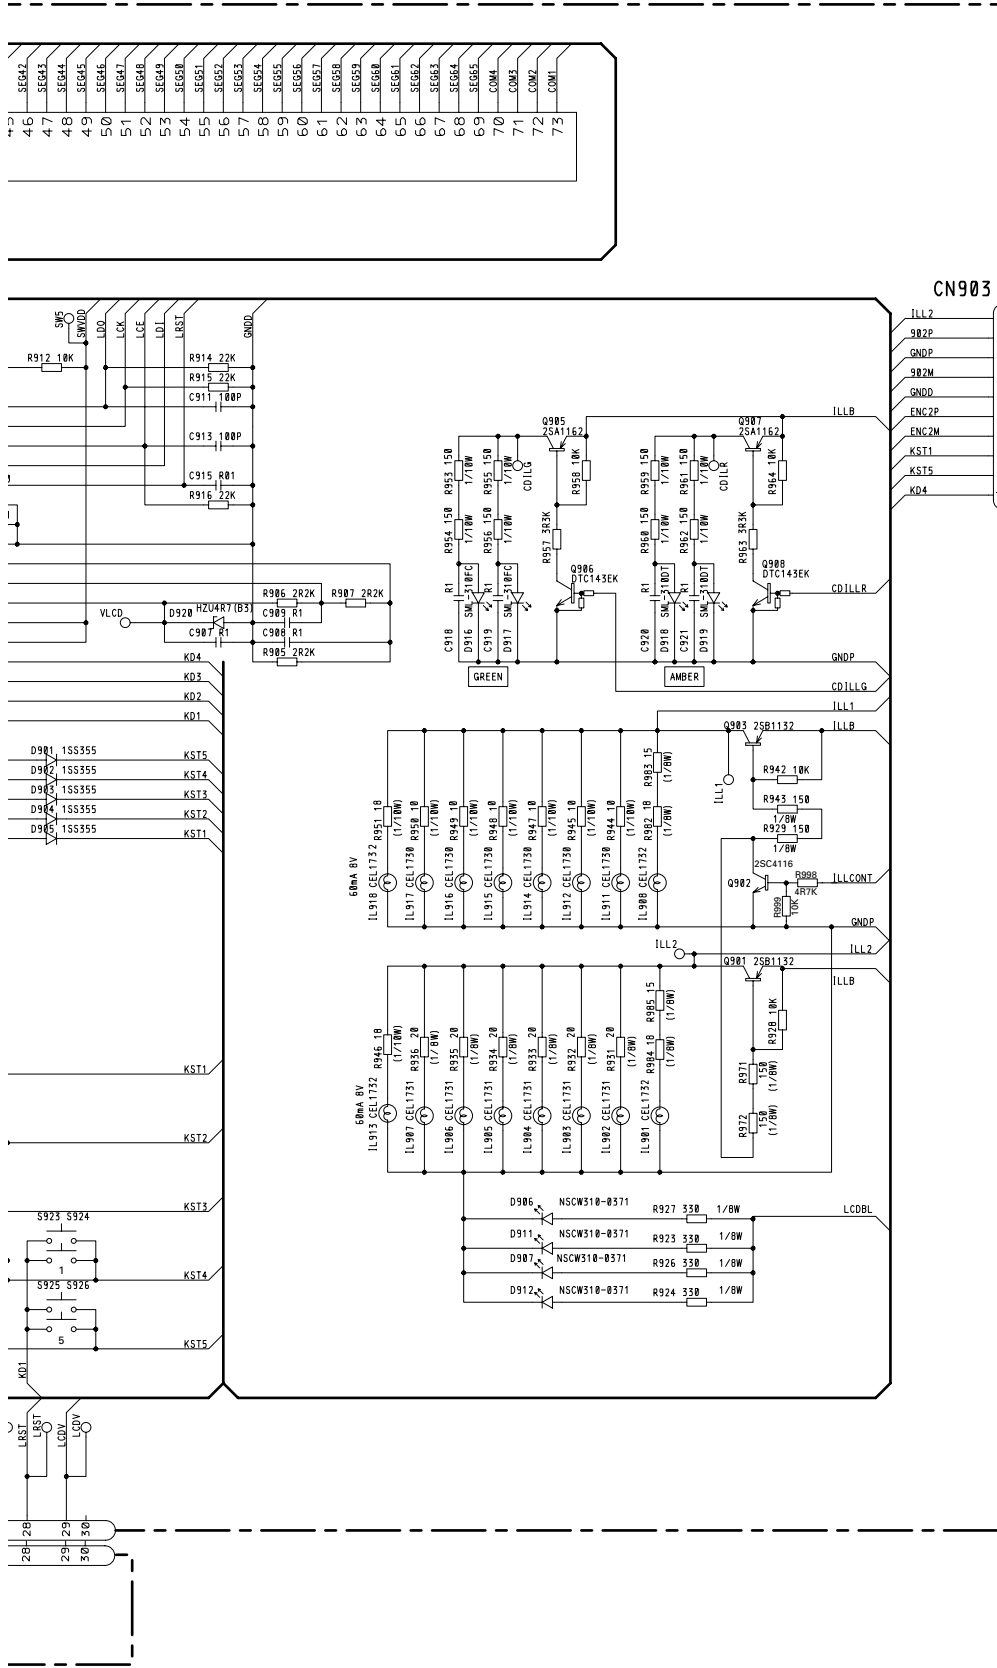 SEG42 SEG43 SEG44 SEG45 SEG46 SEG47 SEG48 SEG49 SEG50 SEG51 SEG52 SEG53 SEG54 SEG55 SEG56 SEG57 SEG58 SEG59 SEG60 SEG61 SEG62 SEG63 SEG64 SEG65 COM4 COM3 COM2 COM1
46 47 48 49 50 51 52 53 54 55 56 57 58 59 60 61 62 63 64 65 66 67 68 69 70 71 72 73
CN903
ILL2
902P
GNDP
902M
GNDD
ENC2P
ENC2M
KST1
KST5
KD4
SW5 SWVDD LDO LCK LCE LDI LRST GNDD
R912 10K
R914 22K
R915 22K
C911 100P
C913 100P
C915 R01
R916 22K
VLCD
D920 HZU4R7(B3)
C907 R1
R906 2R2K
R907 2R2K
C909 R1
C908 R1
R905 2R2K
Q905
2SA1162
Q907
2SA1162
ILLB
R953 150
1/10W
R955 150
1/10W
CDILG
R958 10K
R959 150
1/10W
R961 150
1/10W
CDILR
R964 10K
R954 150
1/10W
R956 150
1/10W
R957 3R3K
R960 150
1/10W
R962 150
1/10W
R963 3R3K
Q906
DTC143EK
Q908
DTC143EK
CDILLR
C918 R1
D916 SML-310FC
C919 R1
D917 SML-310FC
C920 R1
D918 SML-310DT
C921 R1
D919 SML-310DT
GREEN
AMBER
GNDP
CDILLG
ILL1
KD4
KD3
KD2
KD1
D901 1SS355
KST5
D902 1SS355
KST4
D903 1SS355
KST3
D904 1SS355
KST2
D905 1SS355
KST1
Q903 2SB1132
ILLB
R983 15
(1/8W)
ILL1
R942 10K
R943 150
1/8W
R929 150
1/8W
R951 18
(1/10W)
R950 10
(1/10W)
R949 10
(1/10W)
R948 10
(1/10W)
R947 10
(1/10W)
R945 10
(1/10W)
R944 10
(1/10W)
R982 18
(1/8W)
60mA 8V
IL918 CEL1732
IL917 CEL1730
IL916 CEL1730
IL915 CEL1730
IL914 CEL1730
IL912 CEL1730
IL911 CEL1730
IL908 CEL1732
2SC4116
Q902
R998
4R7K
R999
10K
ILLCONT
GNDP
ILL2
ILL2
Q901 2SB1132
ILLB
R985 15
(1/8W)
R928 10K
R946 18
(1/10W)
R936 20
(1/8W)
R935 20
(1/8W)
R934 20
(1/8W)
R933 20
(1/8W)
R932 20
(1/8W)
R931 20
(1/8W)
R984 18
(1/8W)
R971
150
(1/8W)
R972
150
(1/8W)
60mA 8V
IL913 CEL1732
IL907 CEL1731
IL906 CEL1731
IL905 CEL1731
IL904 CEL1731
IL903 CEL1731
IL902 CEL1731
IL901 CEL1732
KST1
KST2
KST3
KST4
KST5
D906 NSCW310-0371 R927 330 1/8W
LCDBL
D911 NSCW310-0371 R923 330 1/8W
D907 NSCW310-0371 R926 330 1/8W
D912 NSCW310-0371 R924 330 1/8W
S923 S924
1
S925 S926
5
KD1
LRST LRST LCDV LCDV
28 29 30
28 29 30